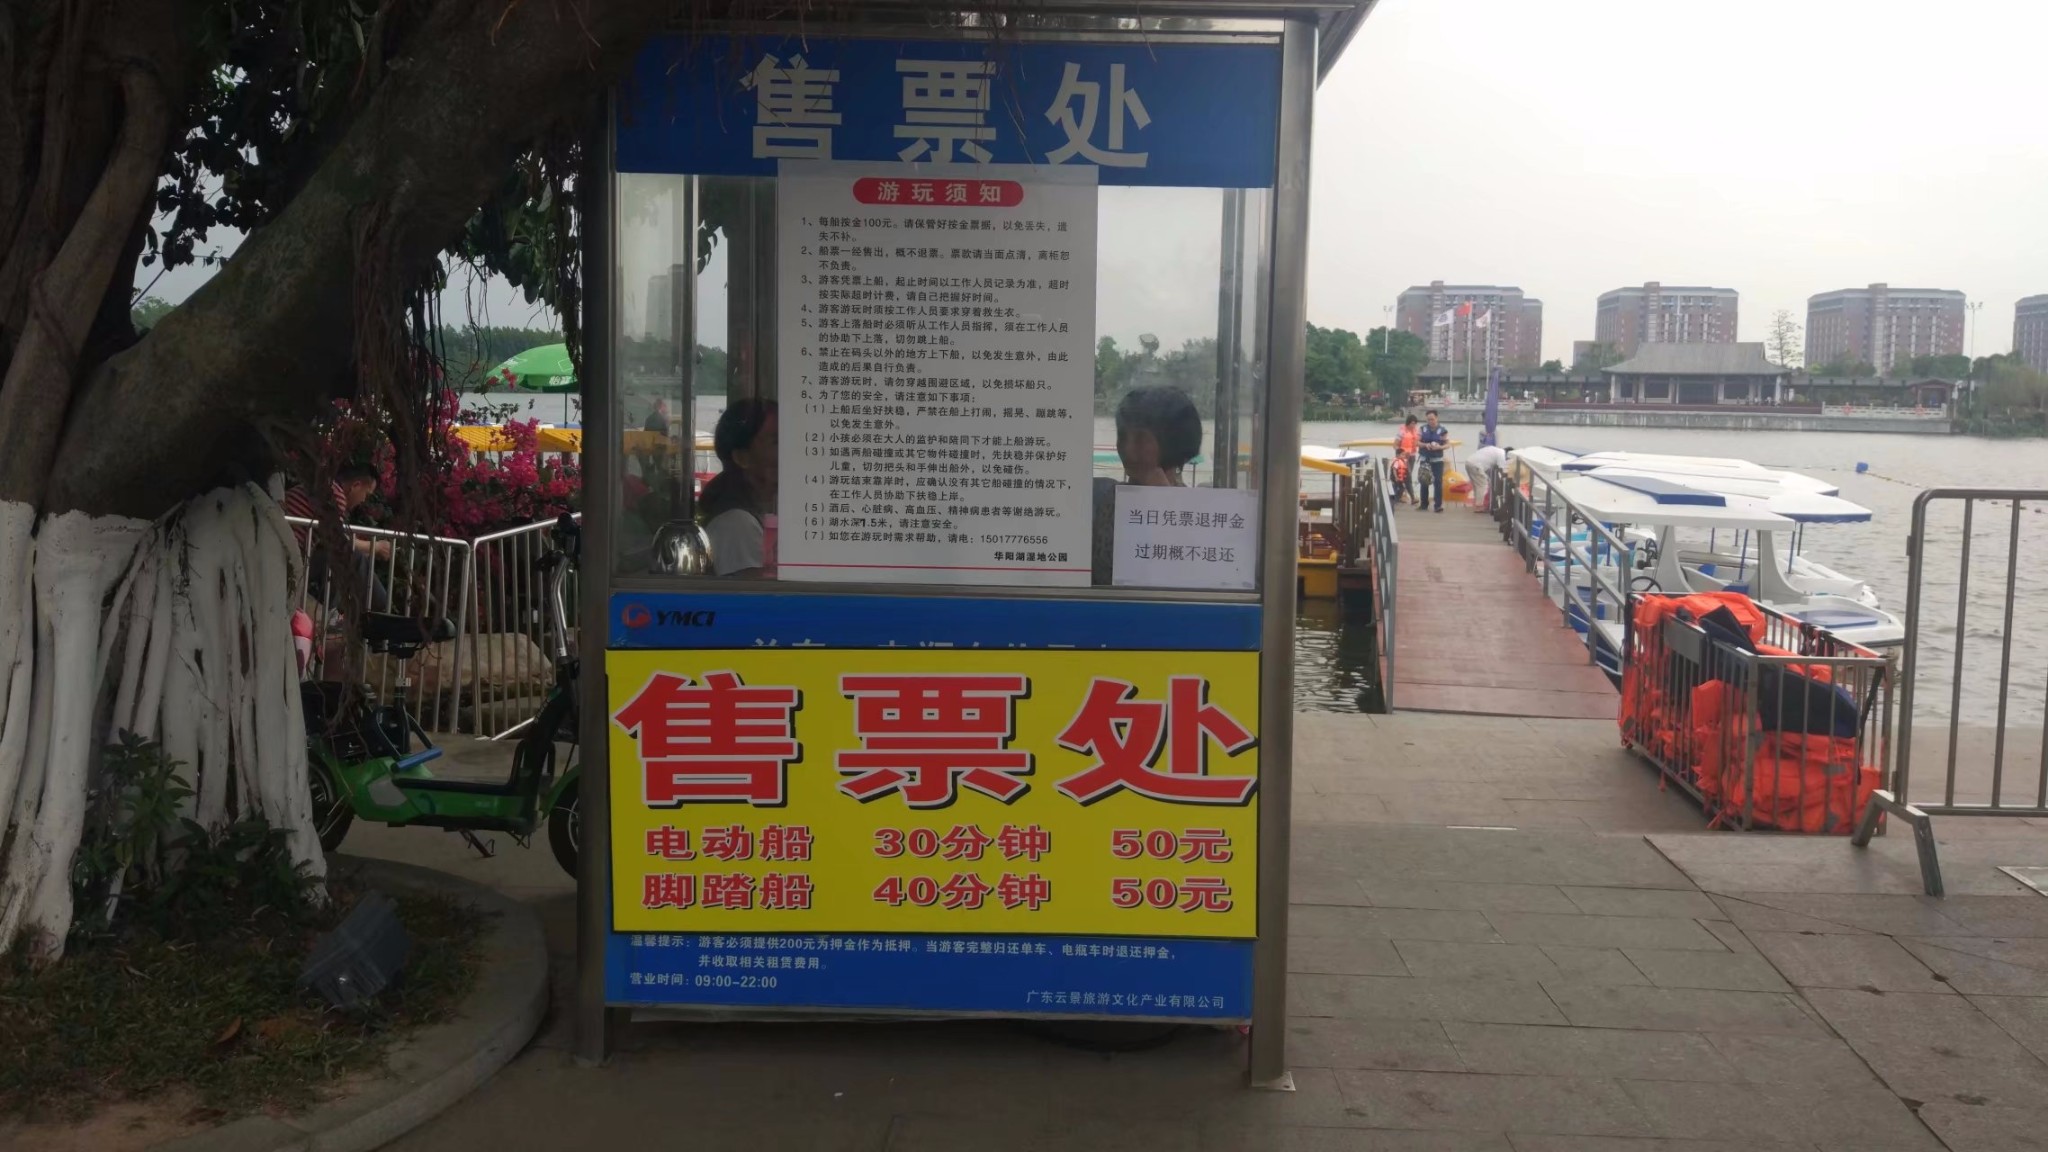 售票处
游玩须知
1、每船按金100元。请保管好按金票据，以免丢失，遗
失不补。
2、船票一经售出，概不退票。票款请当面点清，离柜恕
不负责。
3、游客凭票上船，起止时间以工作人员记录为准，超时
按实际超时计费，请自己把握好时间。
4、游客游玩时须按工作人员要求穿着救生衣。
5、游客上落船时必须听从工作人员指挥，须在工作人员
的协助下上落，切勿跳上船。
6、禁止在码头以外的地方上下船，以免发生意外，由此
造成的后果自行负责。
7、游客游玩时，请勿穿越围避区域，以免损坏船只。
8、为了您的安全，请注意如下事项：
（1）上船后坐好扶稳，严禁在船上打闹，摇晃、蹦跳等，
以免发生意外。
（2）小孩必须在大人的监护和陪同下才能上船游玩。
（3）如遇两船碰撞或其它物件碰撞时，先扶稳并保护好
儿童，切勿把头和手伸出船外，以免碰伤。
（4）游玩结束靠岸时，应确认没有其它船碰撞的情况下，
在工作人员协助下扶稳上岸。
（5）酒后、心脏病、高血压、精神病患者等谢绝游玩。
（6）湖水深1.5米，请注意安全。
（7）如您在游玩时需求帮助，请电：15017776556
华阳湖湿地公园
当日凭票退押金
过期概不退还
YMCI
售票处
电动船 30分钟 50元
脚踏船 40分钟 50元
温馨提示：游客必须提供200元为押金作为抵押。当游客完整归还单车、电瓶车时退还押金，
并收取相关租赁费用。
营业时间：09:00-22:00
广东云景旅游文化产业有限公司